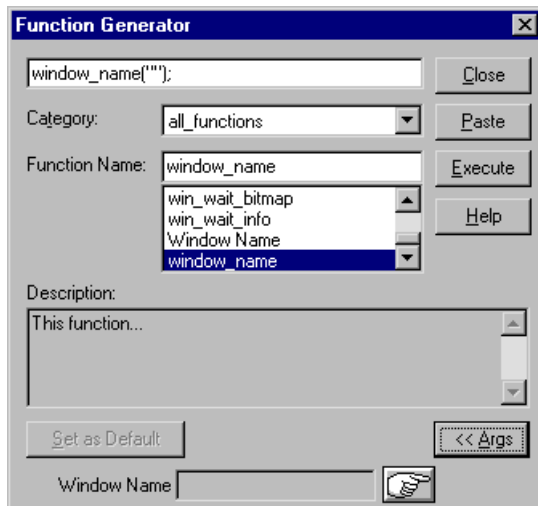 Function Generator
window_name("");
Close
Category:
all_functions
Paste
Function Name:
window_name
Execute
win_wait_bitmap
win_wait_info
Window Name
window_name
Help
Description:
This function...
Set as Default
<< Args
Window Name